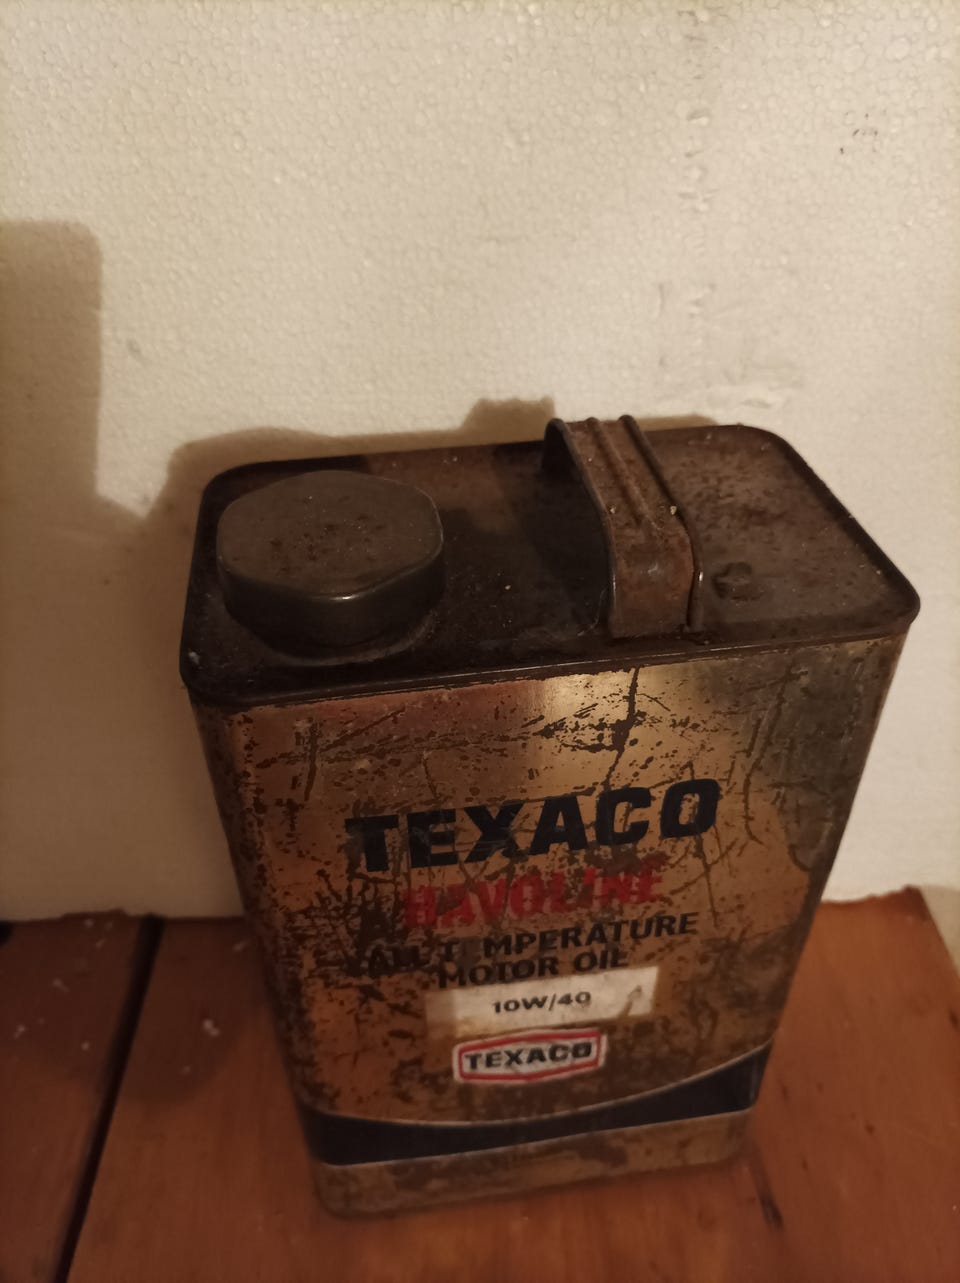 TEXACO
HAVOLINE
ALL TEMPERATURE
MOTOR OIL
10W/40
TEXACO